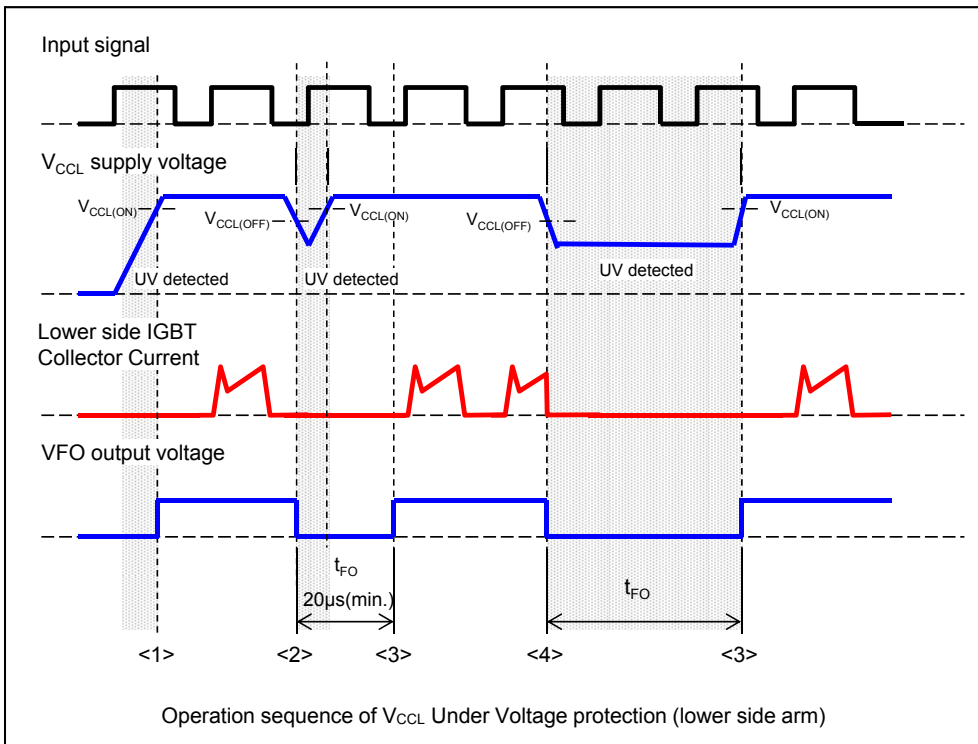 Input signal
VCCL supply voltage
VCCL(ON)
VCCL(OFF)
VCCL(ON)
VCCL(OFF)
VCCL(ON)
UV detected
UV detected
UV detected
Lower side IGBT
Collector Current
VFO output voltage
tFO
20µs(min.)
tFO
<1>
<2>
<3>
<4>
<3>
Operation sequence of VCCL Under Voltage protection (lower side arm)